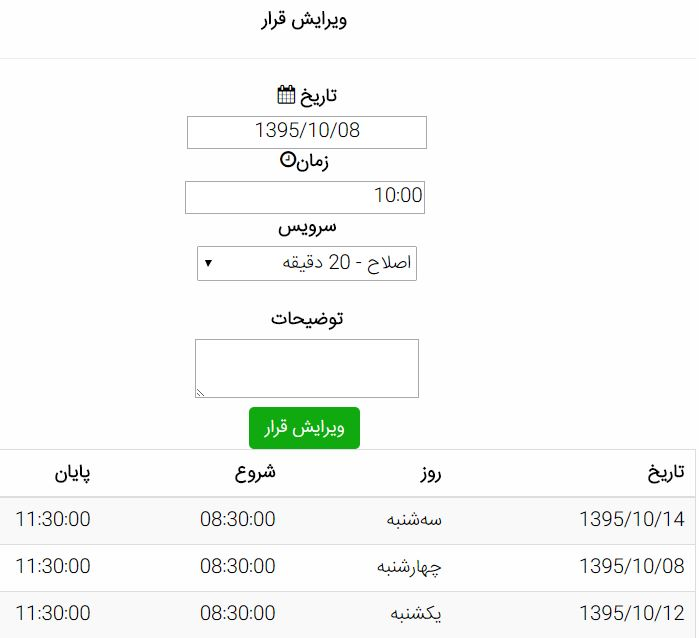 ویرایش قرار
تاریخ
1395/10/08
زمان
10:00
سرویس
اصلاح - 20 دقیقه
توضیحات
ویرایش قرار
تاریخ روز شروع پایان
1395/10/14 سه‌شنبه 08:30:00 11:30:00
1395/10/08 چهارشنبه 08:30:00 11:30:00
1395/10/12 یکشنبه 08:30:00 11:30:00